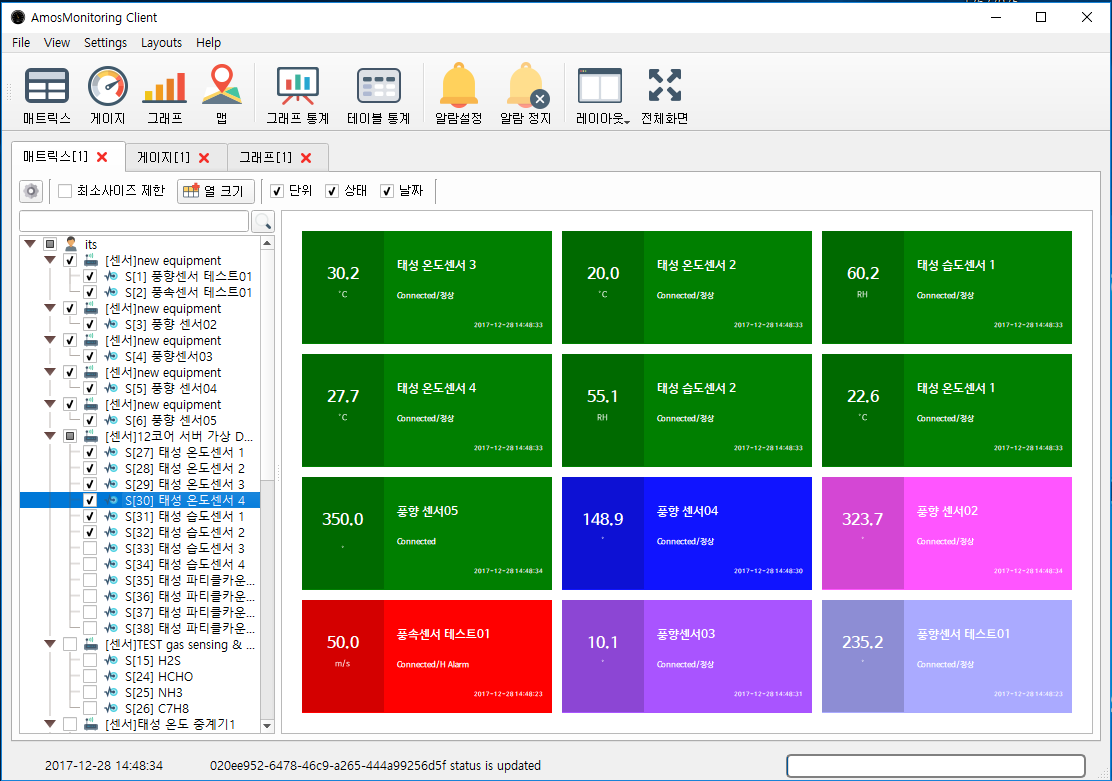 AmosMonitoring Client
File View Settings Layouts Help
매트릭스 게이지 그래프 맵 그래프 통계 테이블 통계 알람설정 알람 정지 레이아웃 전체화면
매트릭스[1] 게이지[1] 그래프[1]
최소사이즈 제한 열 크기 단위 상태 날짜
its
[센서]new equipment
S[1] 풍향센서 테스트01
S[2] 풍속센서 테스트01
[센서]new equipment
S[3] 풍향 센서02
[센서]new equipment
S[4] 풍향센서03
[센서]new equipment
S[5] 풍향 센서04
[센서]new equipment
S[6] 풍향 센서05
[센서]12코어 서버 가상 D...
S[27] 태성 온도센서 1
S[28] 태성 온도센서 2
S[29] 태성 온도센서 3
S[30] 태성 온도센서 4
S[31] 태성 습도센서 1
S[32] 태성 습도센서 2
S[33] 태성 습도센서 3
S[34] 태성 습도센서 4
S[35] 태성 파티클카운...
S[36] 태성 파티클카운...
S[37] 태성 파티클카운...
S[38] 태성 파티클카운...
[센서]TEST gas sensing & ...
S[15] H2S
S[24] HCHO
S[25] NH3
S[26] C7H8
[센서]태성 온도 중계기1
30.2
°C
태성 온도센서 3
Connected/정상
2017-12-28 14:48:33
20.0
°C
태성 온도센서 2
Connected/정상
2017-12-28 14:48:33
60.2
RH
태성 습도센서 1
Connected/정상
2017-12-28 14:48:33
27.7
°C
태성 온도센서 4
Connected/정상
2017-12-28 14:48:33
55.1
RH
태성 습도센서 2
Connected/정상
2017-12-28 14:48:33
22.6
°C
태성 온도센서 1
Connected/정상
2017-12-28 14:48:33
350.0
°
풍향 센서05
Connected
2017-12-28 14:48:34
148.9
°
풍향 센서04
Connected/정상
2017-12-28 14:48:30
323.7
°
풍향 센서02
Connected/정상
2017-12-28 14:48:34
50.0
m/s
풍속센서 테스트01
Connected/H Alarm
2017-12-28 14:48:23
10.1
°
풍향센서03
Connected/정상
2017-12-28 14:48:31
235.2
°
풍향센서 테스트01
Connected/정상
2017-12-28 14:48:23
2017-12-28 14:48:34 020ee952-6478-46c9-a265-444a99256d5f status is updated